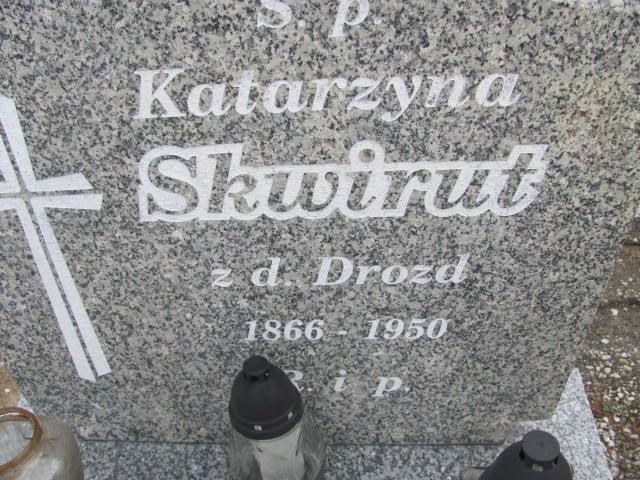 Ś. p.
Katarzyna
Skwirut
z d. Drozd
1866 - 1950
R. i p.